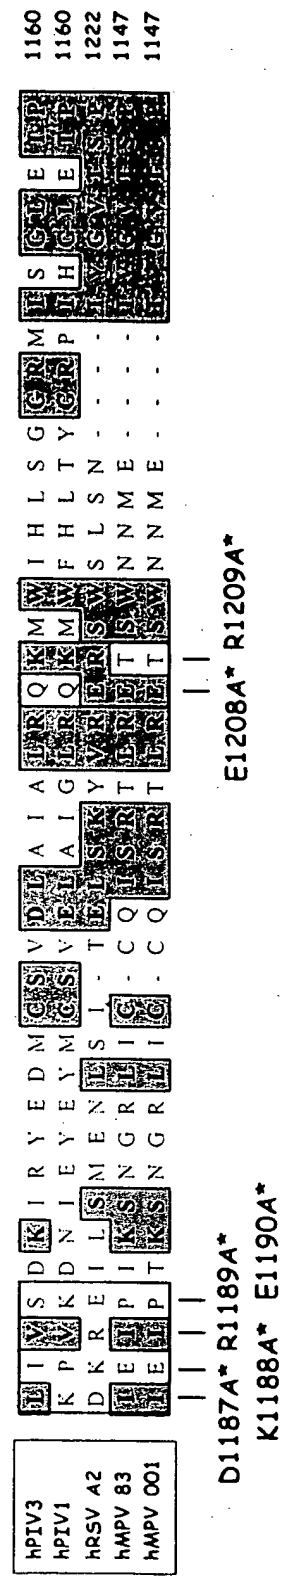 hPIV3 L I V S D K I R Y E D M C S V D L A I A L R Q K M W I H L S G G R M I S G L E T P 1160
hPIV1 K P V K D N I E Y E Y M C S V E L A I G L R Q K M W F H L T Y G R P I H G L E T P 1160
hRSV A2 D K R E I L S M E N L S I - T E L S K Y V R E R S W S L S N - - - - I V G V T S P 1222
hMPV 83 I E L P I K S N G R L I C - C Q I S R T L R E T S W N N M E - - - - G 1147
hMPV 001 I E L P T K S N G R L I C - C Q I S R T L R E T S W N N M E - - - - G 1147
D1187A* R1189A* E1208A* R1209A*
K1188A* E1190A*